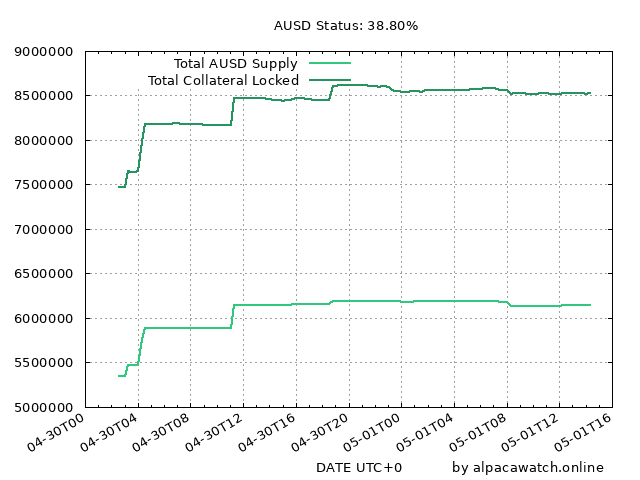 AUSD Status: 38.80%
9000000
8500000
8000000
7500000
7000000
6500000
6000000
5500000
5000000
Total AUSD Supply
Total Collateral Locked
04-30T00
04-30T04
04-30T08
04-30T12
04-30T16
04-30T20
05-01T00
05-01T04
05-01T08
05-01T12
05-01T16
DATE UTC+0
by alpacawatch.online